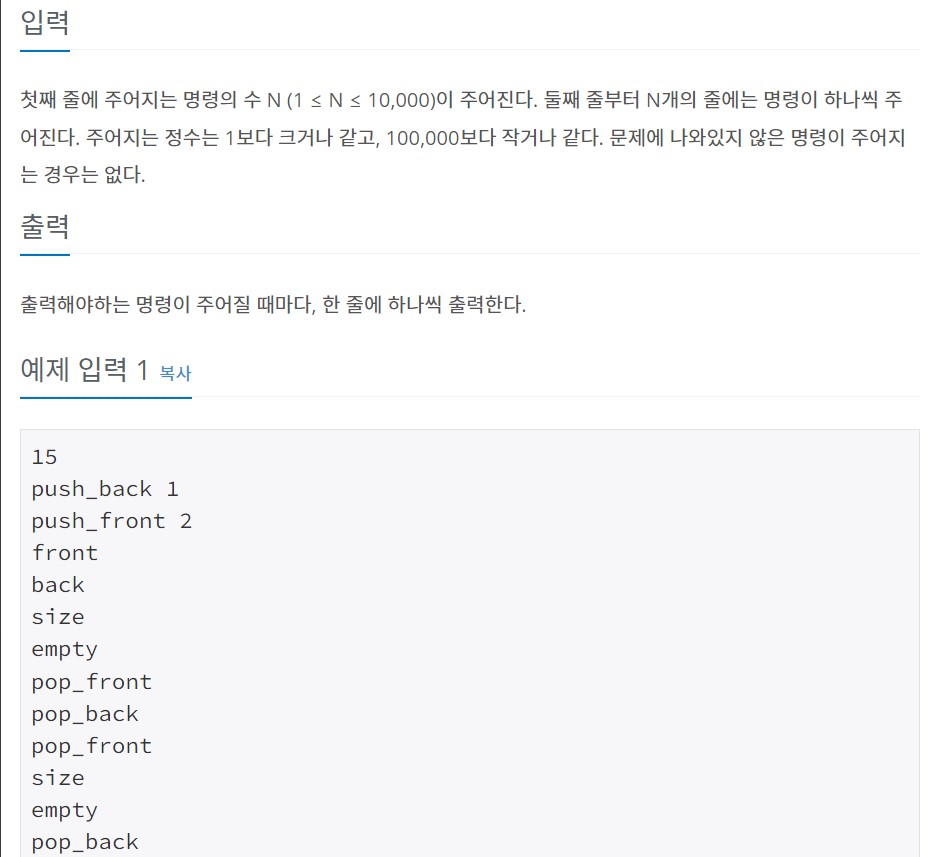 입력
첫째 줄에 주어지는 명령의 수 N (1 ≤ N ≤ 10,000)이 주어진다. 둘째 줄부터 N개의 줄에는 명령이 하나씩 주
어진다. 주어지는 정수는 1보다 크거나 같고, 100,000보다 작거나 같다. 문제에 나와있지 않은 명령이 주어지
는 경우는 없다.
출력
출력해야하는 명령이 주어질 때마다, 한 줄에 하나씩 출력한다.
예제 입력 1 복사
15
push_back 1
push_front 2
front
back
size
empty
pop_front
pop_back
pop_front
size
empty
pop_back